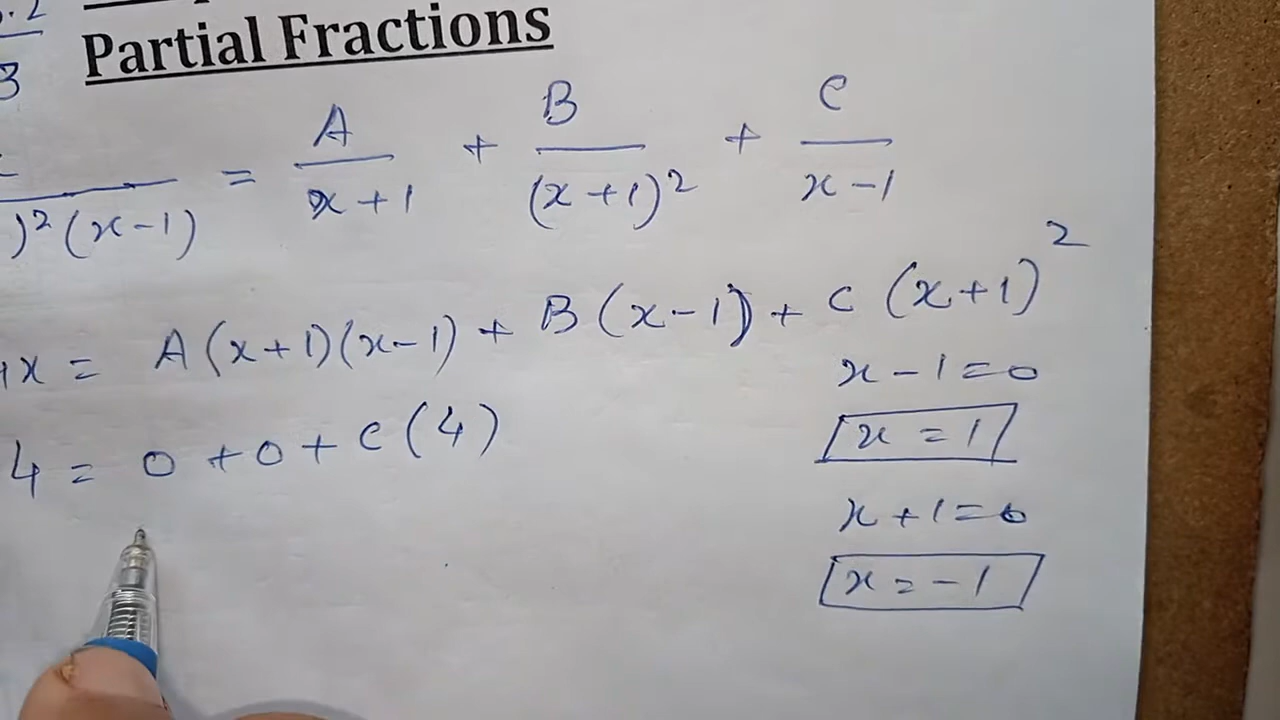 Partial Fractions
)²(x-1) = A/(x+1) + B/(x+1)² + C/(x-1)
x = A(x+1)(x-1) + B(x-1) + C(x+1)²
x-1=0
4 = 0+0+C(4)
x=1
x+1=0
x=-1